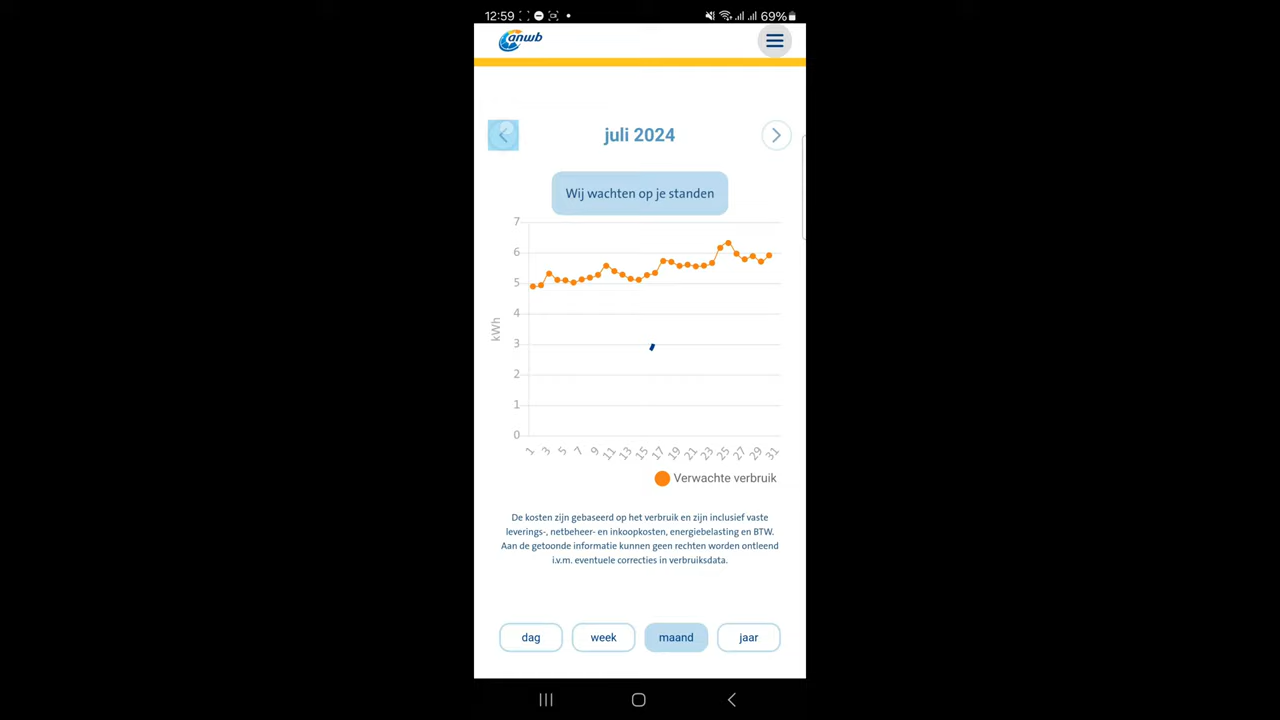 12:59 69%
anwb
juli 2024
Wij wachten op je standen
7
6
5
4
3
2
1
0
kWh
1 3 5 7 9 11 13 15 17 19 21 23 25 27 29 31
Verwachte verbruik
De kosten zijn gebaseerd op het verbruik en zijn inclusief vaste
leverings-, netbeheer- en inkoopkosten, energiebelasting en BTW.
Aan de getoonde informatie kunnen geen rechten worden ontleend
i.v.m. eventuele correcties in verbruiksdata.
dag week maand jaar